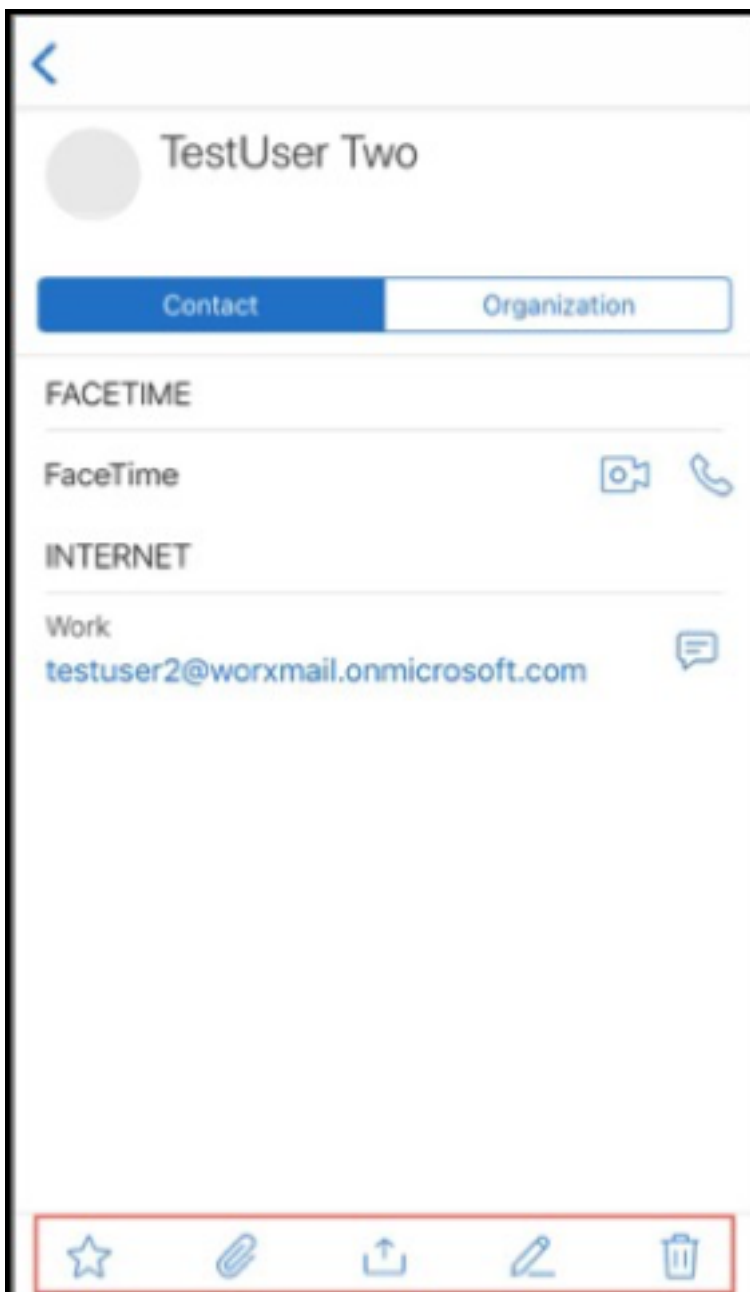 TestUser Two
Contact Organization
FACETIME
FaceTime
INTERNET
Work
testuser2@worxmail.onmicrosoft.com